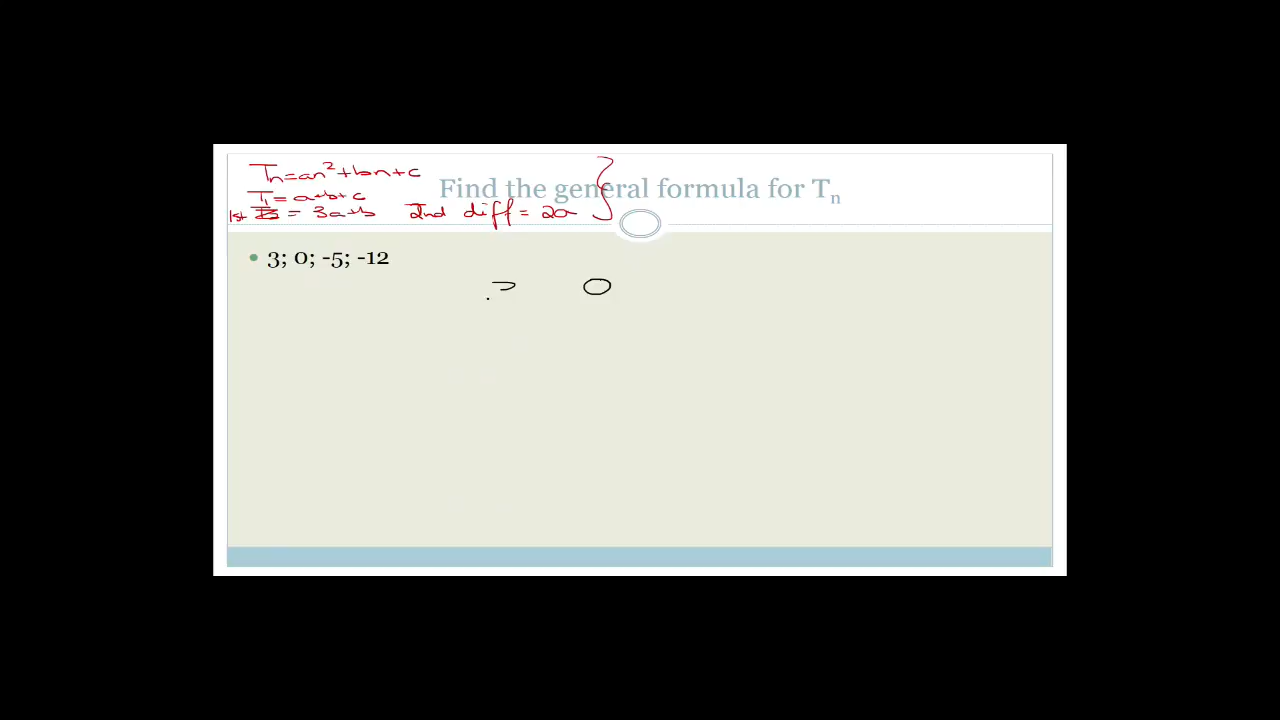 Tn = an² + bn + c
Find the general formula for Tn
T1 = a+b+c
1st = 3a+b 2nd diff = 2a
• 3; 0; -5; -12
0